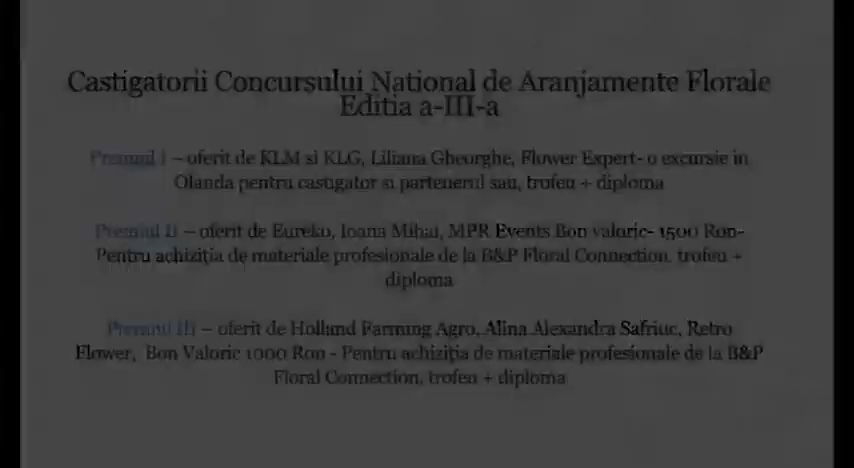 Castigatorii Concursului National de Aranjamente Florale
Editia a-III-a
Premiul I – oferit de KLM si KLG, Liliana Gheorghe, Flower Expert- o excursie in
Olanda pentru castigator si partenerul sau, trofeu + diploma
Premiul II – oferit de Eureko, Ioana Mihai, MPR Events Bon valoric- 1500 Ron-
Pentru achiziția de materiale profesionale de la B&P Floral Connection, trofeu +
diploma
Premiul III – oferit de Holland Farming Agro, Alina Alexandra Safriuc, Retro
Flower, Bon Valoric 1000 Ron - Pentru achiziția de materiale profesionale de la B&P
Floral Connection, trofeu + diploma